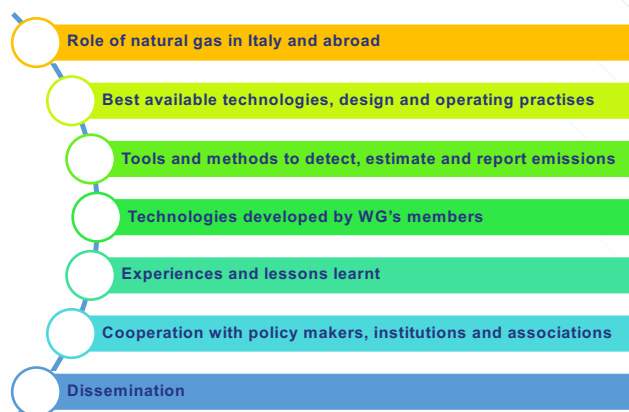 Role of natural gas in Italy and abroad
Best available technologies, design and operating practises
Tools and methods to detect, estimate and report emissions
Technologies developed by WG's members
Experiences and lessons learnt
Cooperation with policy makers, institutions and associations
Dissemination